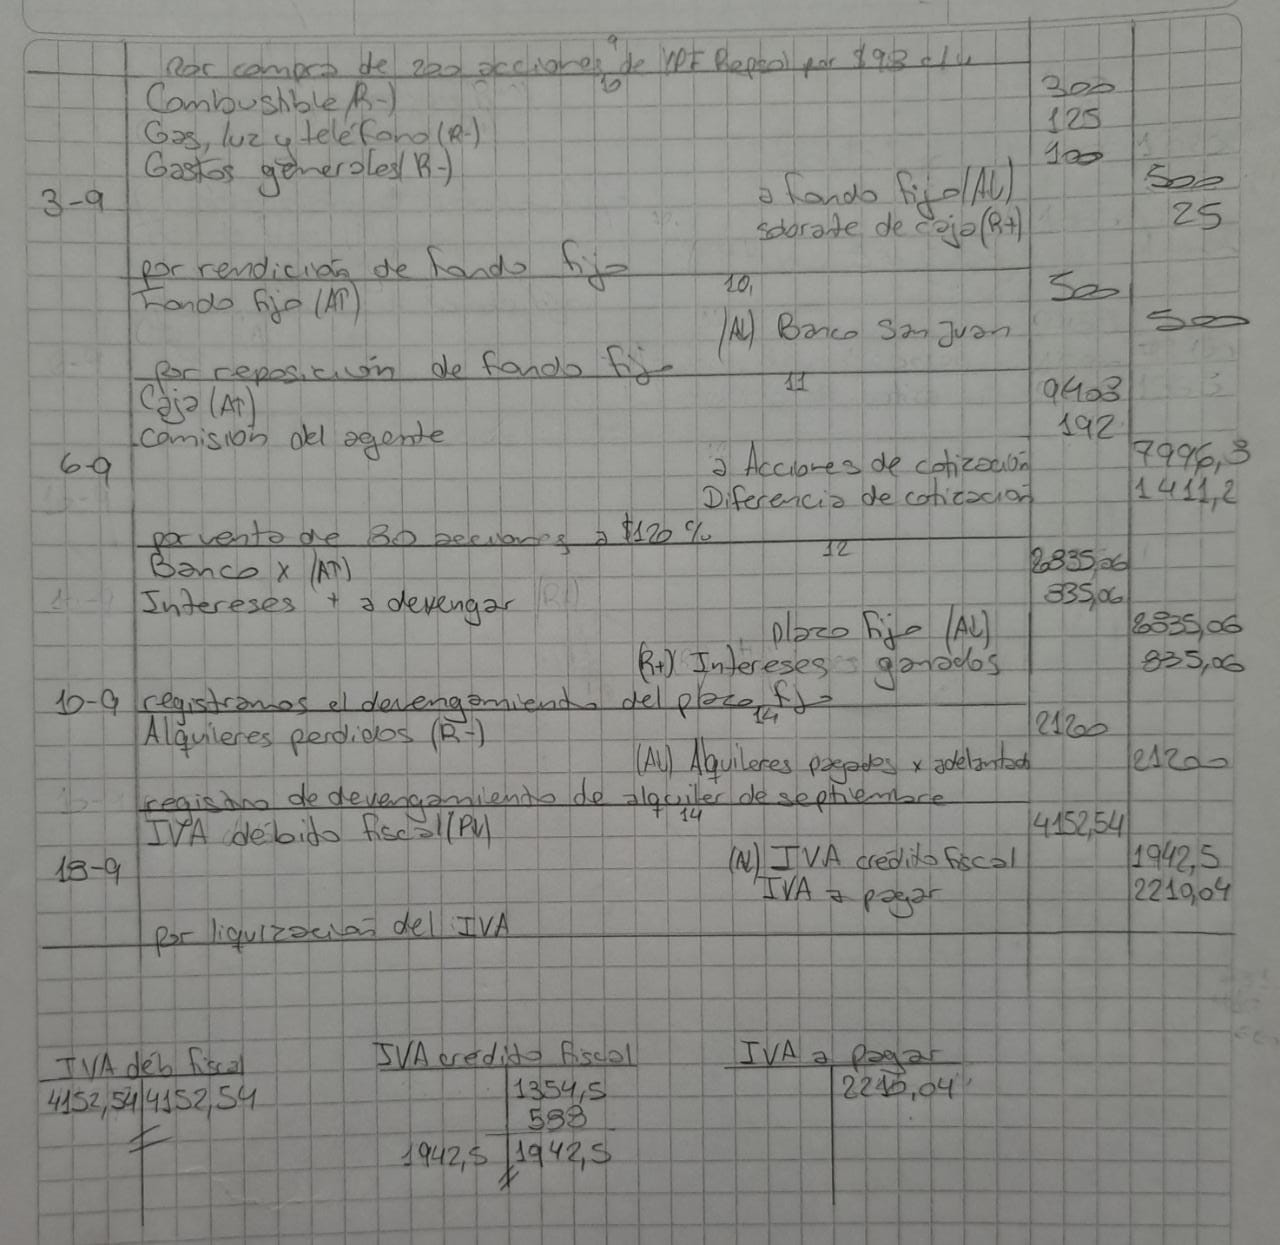 9
Por compra de 200 acciones de YPF Repsol por $98 c/u
10
Combustible (R-) 300
Gas, luz y teléfono (R-) 125
Gastos generales (R-) 100
3-9 a fondo fijo (AL) 500
sobrante de caja (R+) 25
por rendición de fondo fijo
10,
Fondo fijo (AT) 500
(AL) Banco San Juan 500
por reposición de fondo fijo
11
Caja (AT) 9408
Comisión del agente 192
6-9 a Acciones de cotización 7996,8
Diferencia de cotización 1411,2
por venta de 80 acciones a $120 %
12
Banco x (AT) 8835,06
Intereses + a devengar 835,06
plazo fijo (AL) 8835,06
(R+) Intereses ganados 835,06
10-9 registramos el devengamiento del plazo fijo
14
Alquileres perdidos (R-) 21200
(AL) Alquileres pagados x adelantado 21200
registro de devengamiento de alquiler de septiembre
14
IVA débito fiscal (PV) 4152,54
18-9 (AL) IVA crédito fiscal 1942,5
IVA a pagar 2210,04
por liquización del IVA
IVA déb fiscal IVA crédito fiscal IVA a pagar
4152,54 4152,54 1354,5 2210,04
588
1942,5 1942,5